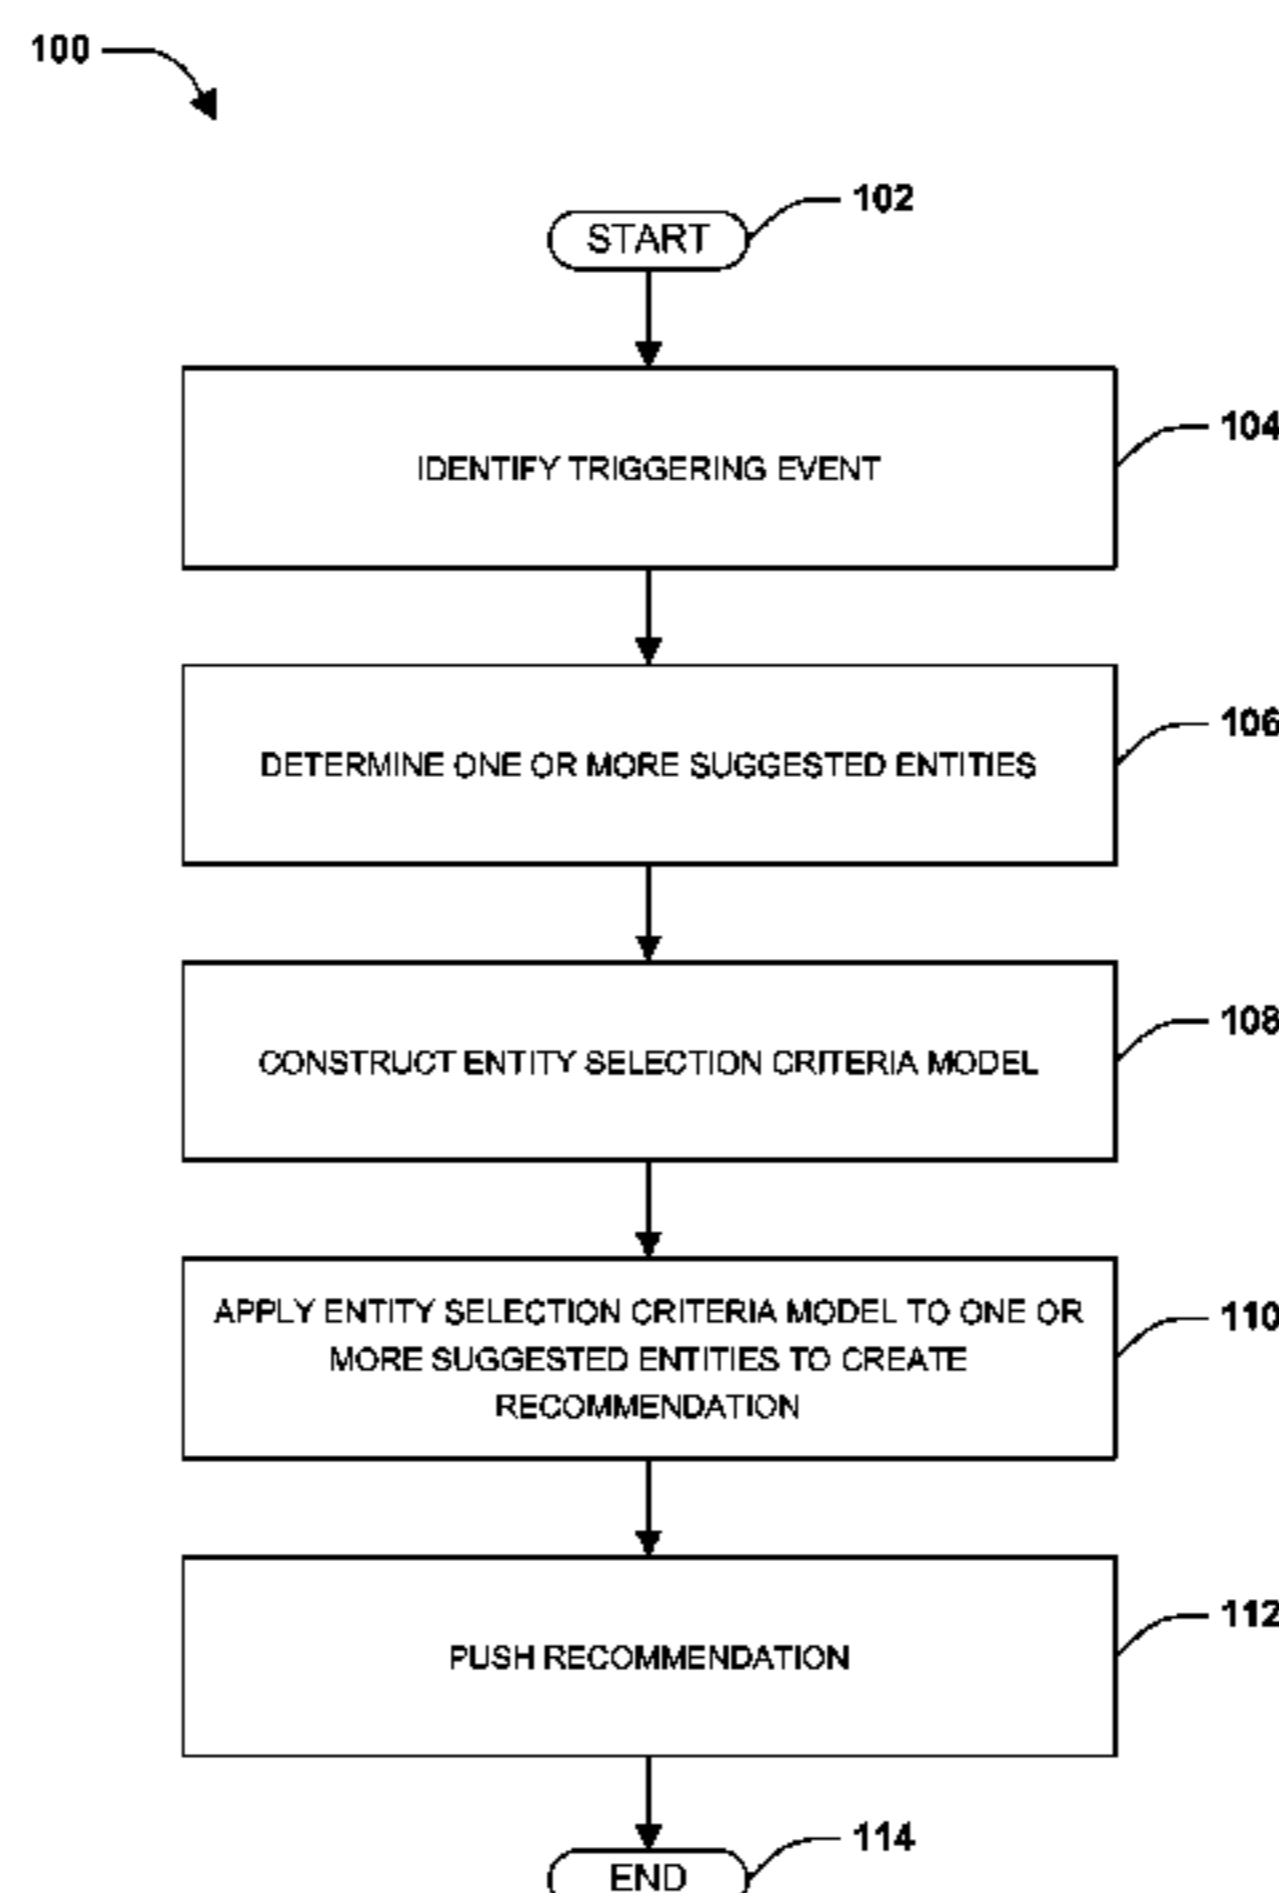 100
102
START
104
IDENTIFY TRIGGERING EVENT
106
DETERMINE ONE OR MORE SUGGESTED ENTITIES
108
CONSTRUCT ENTITY SELECTION CRITERIA MODEL
110
APPLY ENTITY SELECTION CRITERIA MODEL TO ONE OR
MORE SUGGESTED ENTITIES TO CREATE
RECOMMENDATION
112
PUSH RECOMMENDATION
114
END